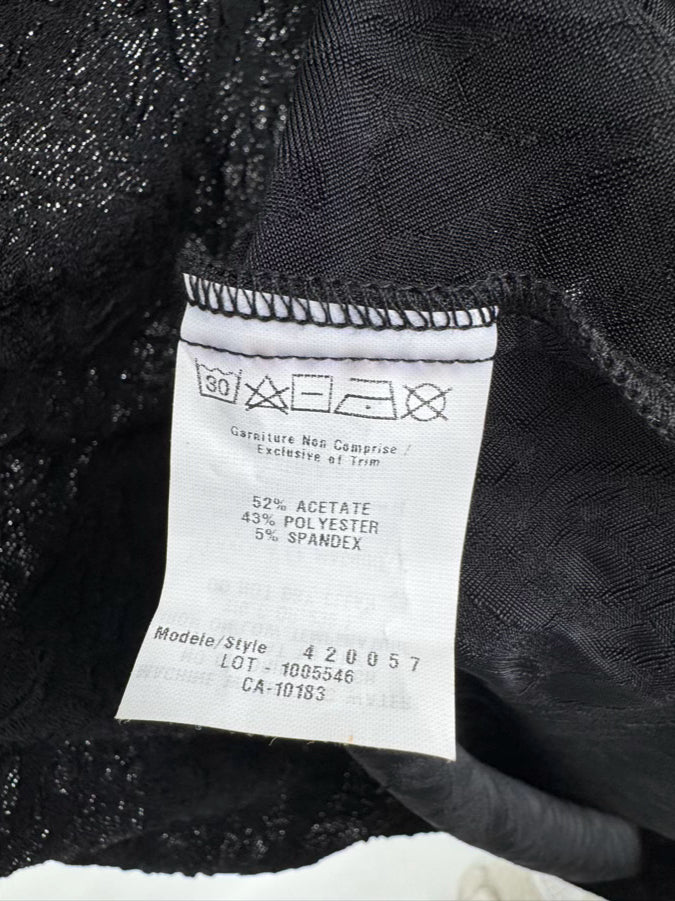 30
Garniture Non Comprise /
Exclusive of Trim
52% ACETATE
43% POLYESTER
5% SPANDEX
Modele/Style 420057
LOT - 1005546
CA-10183